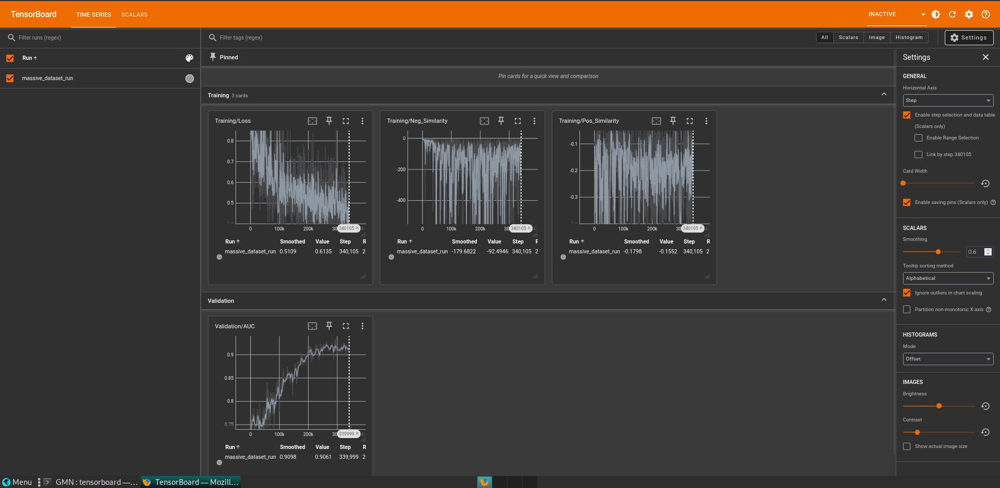 TensorBoard TIME SERIES SCALARS INACTIVE
Filter runs (regex)
Run
massive_dataset_run
Filter tags (regex) All Scalars Image Histogram Settings
Pinned
Pin cards for a quick view and comparison
Training 3 cards
Training/Loss
0.8
0.7
0.6
0.5
0 100k 200k 340105
Run Smoothed Value Step R
massive_dataset_run 0.5109 0.6135 340,105 2
Training/Neg_Similarity
0
-200
-400
0 100k 200k 340105
Run Smoothed Value Step R
massive_dataset_run -179.6822 -92.4946 340,105 2
Training/Pos_Similarity
-0.1
-0.2
-0.3
0 100k 200k 340105
Run Smoothed Value Step R
massive_dataset_run -0.1798 -0.1552 340,105 2
Validation
Validation/AUC
0.9
0.85
0.8
0.75
0 100k 200k 339999
Run Smoothed Value Step R
massive_dataset_run 0.9098 0.9061 339,999 2
Settings
GENERAL
Horizontal Axis
Step
Enable step selection and data table
(Scalars only)
Enable Range Selection
Link by step 340105
Card Width
Enable saving pins (Scalars only)
SCALARS
Smoothing
0.6
Tooltip sorting method
Alphabetical
Ignore outliers in chart scaling
Partition non-monotonic X axis
HISTOGRAMS
Mode
Offset
IMAGES
Brightness
Contrast
Show actual image size
Menu GMN : tensorboard —... TensorBoard — Mozill...